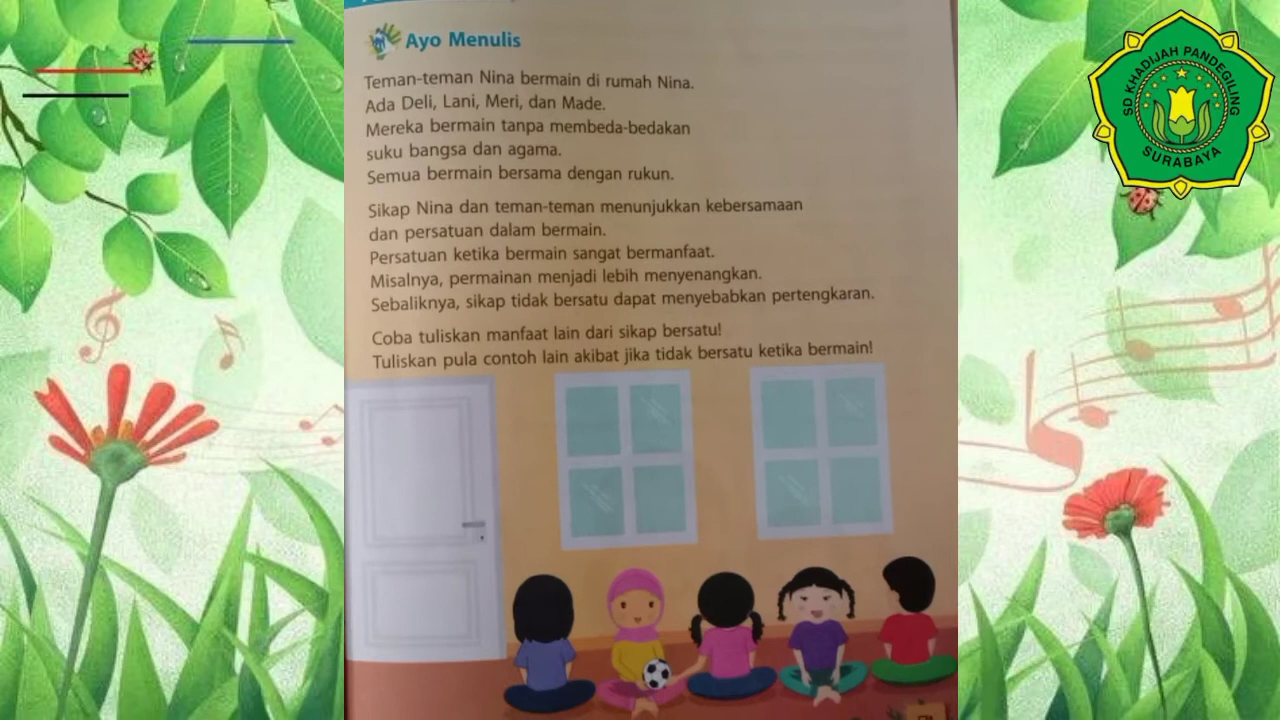 Ayo Menulis
Teman-teman Nina bermain di rumah Nina.
Ada Deli, Lani, Meri, dan Made.
Mereka bermain tanpa membeda-bedakan
suku bangsa dan agama.
Semua bermain bersama dengan rukun.
Sikap Nina dan teman-teman menunjukkan kebersamaan
dan persatuan dalam bermain.
Persatuan ketika bermain sangat bermanfaat.
Misalnya, permainan menjadi lebih menyenangkan.
Sebaliknya, sikap tidak bersatu dapat menyebabkan pertengkaran.
Coba tuliskan manfaat lain dari sikap bersatu!
Tuliskan pula contoh lain akibat jika tidak bersatu ketika bermain!
SD KHADIJAH PANDEGILING
SURABAYA